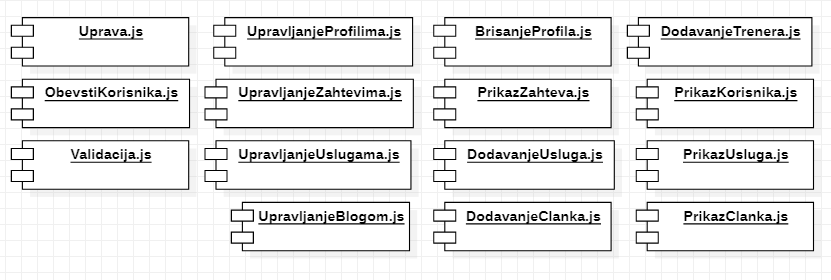 Uprava.js
UpravljanjeProfilima.js
BrisanjeProfila.js
DodavanjeTrenera.js
ObevstiKorisnika.js
UpravljanjeZahtevima.js
PrikazZahteva.js
PrikazKorisnika.js
Validacija.js
UpravljanjeUslugama.js
DodavanjeUsluga.js
PrikazUsluga.js
UpravljanjeBlogom.js
DodavanjeClanka.js
PrikazClanka.js